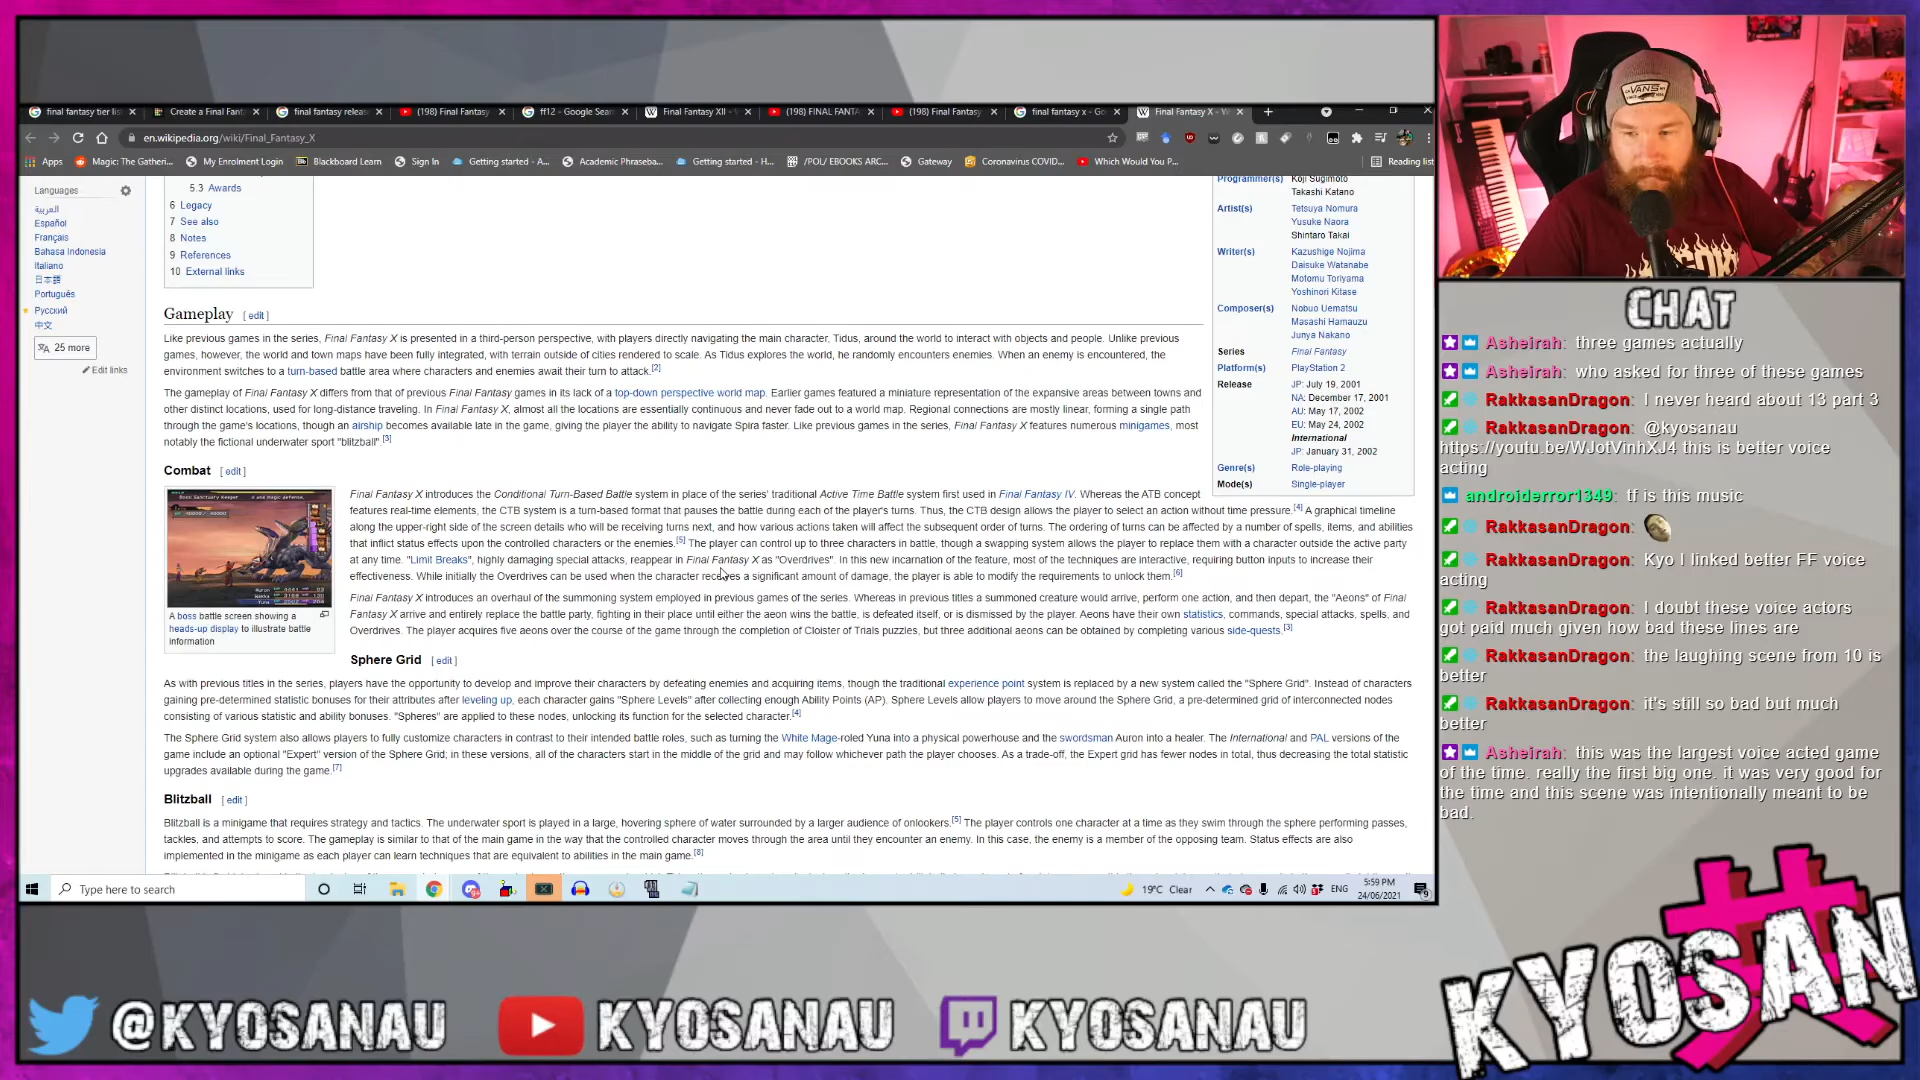 final fantasy tier lis
Create a Final Fant
final fantasy releas
(198) Final Fantasy
ff12 - Google Sear
Final Fantasy XII -
(198) FINAL FANTA
(198) Final Fantasy
final fantasy x - Go
Final Fantasy X - W
en.wikipedia.org/wiki/Final_Fantasy_X
Apps
Magic: The Gatheri...
My Enrolment Login
Blackboard Learn
Sign In
Getting started - A...
Academic Phraseba...
Getting started - H...
/POL/ EBOOKS ARC...
Gateway
Coronavirus COVID...
Which Would You P...
Reading list
Languages
العربية
Español
Français
Bahasa Indonesia
Italiano
日本語
Português
Русский
中文
25 more
Edit links
5.3 Awards
6 Legacy
7 See also
8 Notes
9 References
10 External links
Programmer(s) Koji Sugimoto
Takashi Katano
Artist(s) Tetsuya Nomura
Yusuke Naora
Shintaro Takai
Writer(s) Kazushige Nojima
Daisuke Watanabe
Motomu Toriyama
Yoshinori Kitase
Composer(s) Nobuo Uematsu
Masashi Hamauzu
Junya Nakano
Series Final Fantasy
Platform(s) PlayStation 2
Release JP: July 19, 2001
NA: December 17, 2001
AU: May 17, 2002
EU: May 24, 2002
International
JP: January 31, 2002
Genre(s) Role-playing
Mode(s) Single-player
Gameplay [ edit ]
Like previous games in the series, Final Fantasy X is presented in a third-person perspective, with players directly navigating the main character, Tidus, around the world to interact with objects and people. Unlike previous
games, however, the world and town maps have been fully integrated, with terrain outside of cities rendered to scale. As Tidus explores the world, he randomly encounters enemies. When an enemy is encountered, the
environment switches to a turn-based battle area where characters and enemies await their turn to attack.[2]
The gameplay of Final Fantasy X differs from that of previous Final Fantasy games in its lack of a top-down perspective world map. Earlier games featured a miniature representation of the expansive areas between towns and
other distinct locations, used for long-distance traveling. In Final Fantasy X, almost all the locations are essentially continuous and never fade out to a world map. Regional connections are mostly linear, forming a single path
through the game's locations, though an airship becomes available late in the game, giving the player the ability to navigate Spira faster. Like previous games in the series, Final Fantasy X features numerous minigames, most
notably the fictional underwater sport "blitzball".[3]
Combat [ edit ]
A boss battle screen showing a
heads-up display to illustrate battle
information
Final Fantasy X introduces the Conditional Turn-Based Battle system in place of the series' traditional Active Time Battle system first used in Final Fantasy IV. Whereas the ATB concept
features real-time elements, the CTB system is a turn-based format that pauses the battle during each of the player's turns. Thus, the CTB design allows the player to select an action without time pressure.[4] A graphical timeline
along the upper-right side of the screen details who will be receiving turns next, and how various actions taken will affect the subsequent order of turns. The ordering of turns can be affected by a number of spells, items, and abilities
that inflict status effects upon the controlled characters or the enemies.[5] The player can control up to three characters in battle, though a swapping system allows the player to replace them with a character outside the active party
at any time. "Limit Breaks", highly damaging special attacks, reappear in Final Fantasy X as "Overdrives". In this new incarnation of the feature, most of the techniques are interactive, requiring button inputs to increase their
effectiveness. While initially the Overdrives can be used when the character receives a significant amount of damage, the player is able to modify the requirements to unlock them.[6]
Final Fantasy X introduces an overhaul of the summoning system employed in previous games of the series. Whereas in previous titles a summoned creature would arrive, perform one action, and then depart, the "Aeons" of Final
Fantasy X arrive and entirely replace the battle party, fighting in their place until either the aeon wins the battle, is defeated itself, or is dismissed by the player. Aeons have their own statistics, commands, special attacks, spells, and
Overdrives. The player acquires five aeons over the course of the game through the completion of Cloister of Trials puzzles, but three additional aeons can be obtained by completing various side-quests.[3]
Sphere Grid [ edit ]
As with previous titles in the series, players have the opportunity to develop and improve their characters by defeating enemies and acquiring items, though the traditional experience point system is replaced by a new system called the "Sphere Grid". Instead of characters
gaining pre-determined statistic bonuses for their attributes after leveling up, each character gains "Sphere Levels" after collecting enough Ability Points (AP). Sphere Levels allow players to move around the Sphere Grid, a pre-determined grid of interconnected nodes
consisting of various statistic and ability bonuses. "Spheres" are applied to these nodes, unlocking its function for the selected character.[4]
The Sphere Grid system also allows players to fully customize characters in contrast to their intended battle roles, such as turning the White Mage-roled Yuna into a physical powerhouse and the swordsman Auron into a healer. The International and PAL versions of the
game include an optional "Expert" version of the Sphere Grid; in these versions, all of the characters start in the middle of the grid and may follow whichever path the player chooses. As a trade-off, the Expert grid has fewer nodes in total, thus decreasing the total statistic
upgrades available during the game.[7]
Blitzball [ edit ]
Blitzball is a minigame that requires strategy and tactics. The underwater sport is played in a large, hovering sphere of water surrounded by a larger audience of onlookers.[5] The player controls one character at a time as they swim through the sphere performing passes,
tackles, and attempts to score. The gameplay is similar to that of the main game in the way that the controlled character moves through the area until they encounter an enemy. In this case, the enemy is a member of the opposing team. Status effects are also
implemented in the minigame as each player can learn techniques that are equivalent to abilities in the main game.[8]
Type here to search
19°C Clear
ENG
5:59 PM
24/06/2021
VANS
CHAT
Asheirah: three games actually
Asheirah: who asked for three of these games
RakkasanDragon: I never heard about 13 part 3
RakkasanDragon: @kyosanau
https://youtu.be/WJotVinhXJ4 this is better voice
acting
androiderror1349: tf is this music
RakkasanDragon:
RakkasanDragon: Kyo I linked better FF voice
acting
RakkasanDragon: I doubt these voice actors
got paid much given how bad these lines are
RakkasanDragon: the laughing scene from 10 is
better
RakkasanDragon: it's still so bad but much
better
Asheirah: this was the largest voice acted game
of the time. really the first big one. it was very good for
the time and this scene was intentionally meant to be
bad.
@KYOSANAU
KYOSANAU
KYOSANAU
KYOSAN